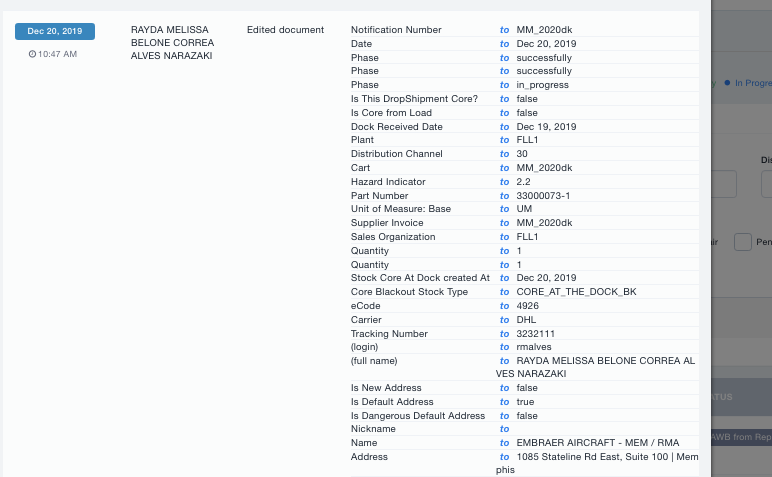 Dec 20, 2019
10:47 AM
RAYDA MELISSA
BELONE CORREA
ALVES NARAZAKI
Edited document
Notification Number to MM_2020dk
Date to Dec 20, 2019
Phase to successfully
Phase to successfully
Phase to in_progress
Is This DropShipment Core? to false
Is Core from Load to false
Dock Received Date to Dec 19, 2019
Plant to FLL1
Distribution Channel to 30
Cart to MM_2020dk
Hazard Indicator to 2.2
Part Number to 33000073-1
Unit of Measure: Base to UM
Supplier Invoice to MM_2020dk
Sales Organization to FLL1
Quantity to 1
Quantity to 1
Stock Core At Dock created At to Dec 20, 2019
Core Blackout Stock Type to CORE_AT_THE_DOCK_BK
eCode to 4926
Carrier to DHL
Tracking Number to 3232111
(login) to rmalves
(full name) to RAYDA MELISSA BELONE CORREA AL
VES NARAZAKI
Is New Address to false
Is Default Address to true
Is Dangerous Default Address to false
Nickname to
Name to EMBRAER AIRCRAFT - MEM / RMA
Address to 1085 Stateline Rd East, Suite 100 | Mem
phis
y In Progre
Dis
air Pen
ATUS
AWB from Rep